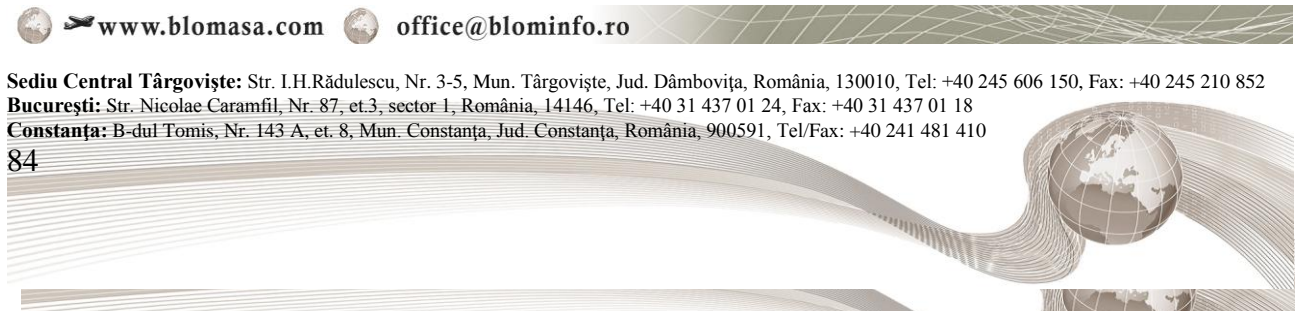 www.blomasa.com office@blominfo.ro
Sediu Central Târgovişte: Str. I.H.Rădulescu, Nr. 3-5, Mun. Târgovişte, Jud. Dâmboviţa, România, 130010, Tel: +40 245 606 150, Fax: +40 245 210 852
Bucureşti: Str. Nicolae Caramfil, Nr. 87, et.3, sector 1, România, 14146, Tel: +40 31 437 01 24, Fax: +40 31 437 01 18
Constanţa: B-dul Tomis, Nr. 143 A, et. 8, Mun. Constanţa, Jud. Constanţa, România, 900591, Tel/Fax: +40 241 481 410
84